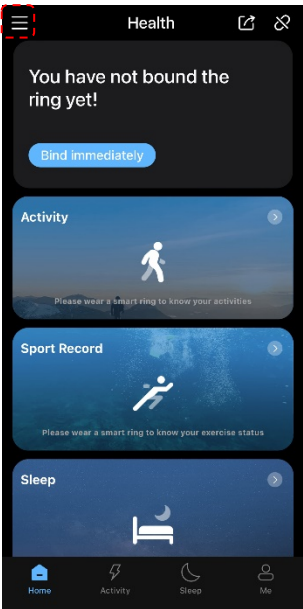 Health
You have not bound the
ring yet!
Bind immediately
Activity
Please wear a smart ring to know your activities
Sport Record
Please wear a smart ring to know your exercise status
Sleep
Home Activity Sleep Me